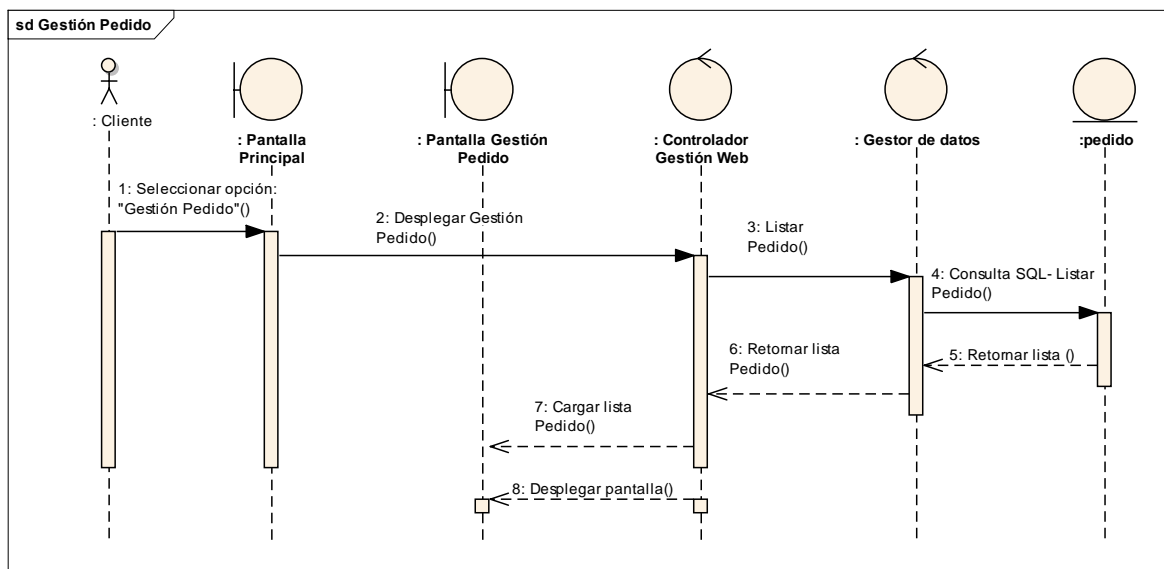 sd Gestión Pedido
: Cliente
: Pantalla
Principal
: Pantalla Gestión
Pedido
: Controlador
Gestión Web
: Gestor de datos
:pedido
1: Seleccionar opción:
"Gestión Pedido"()
2: Desplegar Gestión
Pedido()
3: Listar
Pedido()
4: Consulta SQL- Listar
Pedido()
5: Retornar lista ()
6: Retornar lista
Pedido()
7: Cargar lista
Pedido()
8: Desplegar pantalla()